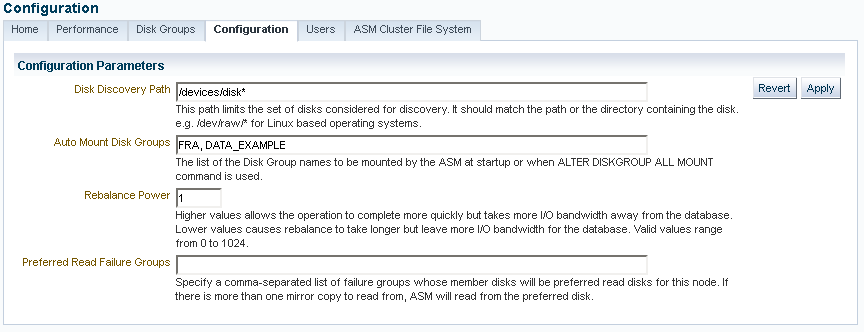 Configuration
Home Performance Disk Groups Configuration Users ASM Cluster File System
Configuration Parameters
Disk Discovery Path /devices/disk* Revert Apply
This path limits the set of disks considered for discovery. It should match the path or the directory containing the disk.
e.g. /dev/raw/* for Linux based operating systems.
Auto Mount Disk Groups FRA, DATA_EXAMPLE
The list of the Disk Group names to be mounted by the ASM at startup or when ALTER DISKGROUP ALL MOUNT
command is used.
Rebalance Power 1
Higher values allows the operation to complete more quickly but takes more I/O bandwidth away from the database.
Lower values causes rebalance to take longer but leave more I/O bandwidth for the database. Valid values range
from 0 to 1024.
Preferred Read Failure Groups
Specify a comma-separated list of failure groups whose member disks will be preferred read disks for this node. If
there is more than one mirror copy to read from, ASM will read from the preferred disk.